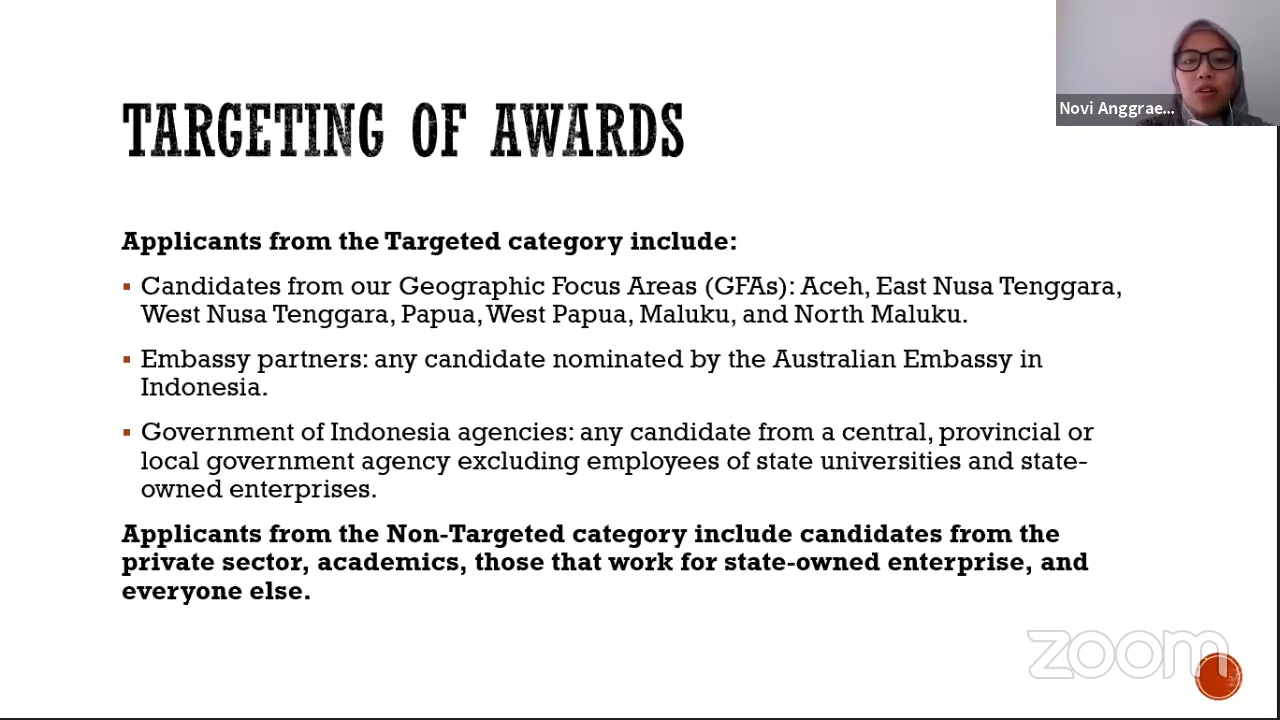 Novi Anggrae...
TARGETING OF AWARDS
Applicants from the Targeted category include:
▪ Candidates from our Geographic Focus Areas (GFAs): Aceh, East Nusa Tenggara,
West Nusa Tenggara, Papua, West Papua, Maluku, and North Maluku.
▪ Embassy partners: any candidate nominated by the Australian Embassy in
Indonesia.
▪ Government of Indonesia agencies: any candidate from a central, provincial or
local government agency excluding employees of state universities and state-
owned enterprises.
Applicants from the Non-Targeted category include candidates from the
private sector, academics, those that work for state-owned enterprise, and
everyone else.
zoom